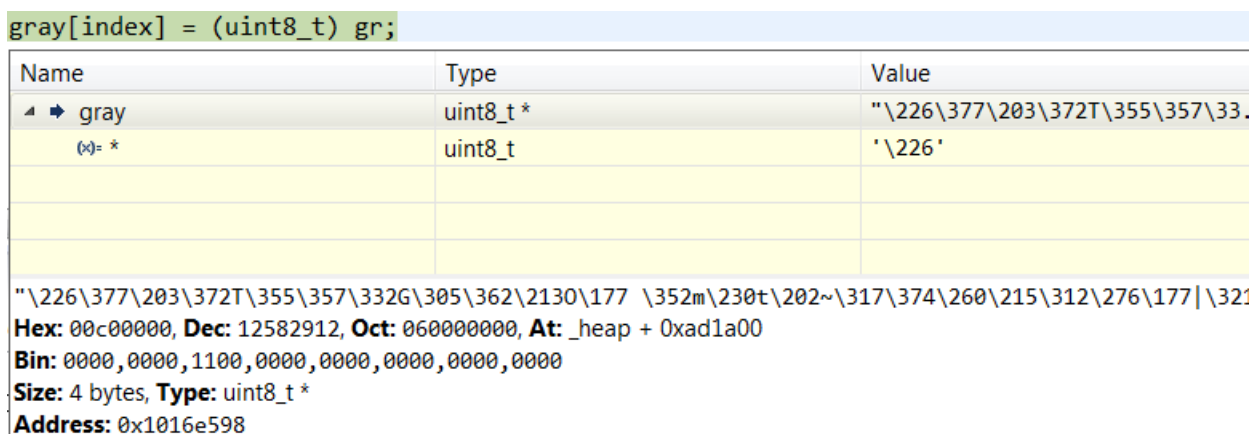 gray[index] = (uint8_t) gr;
Name Type Value
gray uint8_t * "\226\377\203\372T\355\357\33.
(x)= * uint8_t '\226'
"\226\377\203\372T\355\357\332G\305\362\213O\177 \352m\230t\202~\317\374\260\215\312\276\177|\321
Hex: 00c00000, Dec: 12582912, Oct: 060000000, At: _heap + 0xad1a00
Bin: 0000,0000,1100,0000,0000,0000,0000,0000
Size: 4 bytes, Type: uint8_t *
Address: 0x1016e598